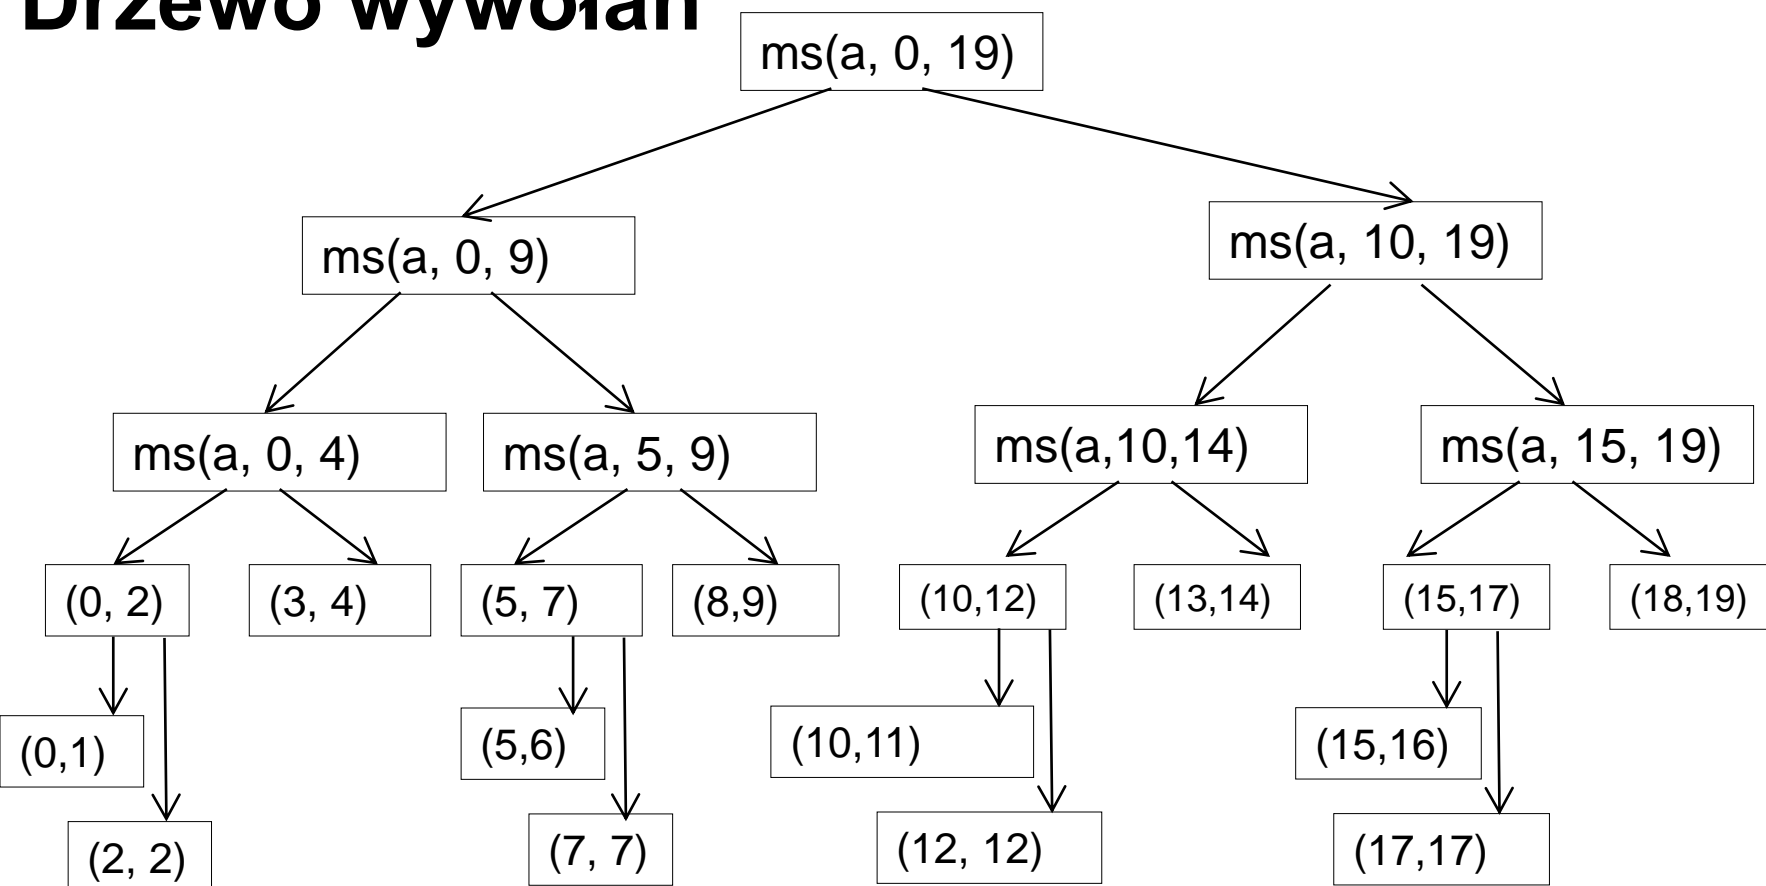 Drzewo wywołań
ms(a, 0, 19)
ms(a, 0, 9)
ms(a, 10, 19)
ms(a, 0, 4)
ms(a, 5, 9)
ms(a,10,14)
ms(a, 15, 19)
(0, 2)
(3, 4)
(5, 7)
(8,9)
(10,12)
(13,14)
(15,17)
(18,19)
(0,1)
(5,6)
(10,11)
(15,16)
(2, 2)
(7, 7)
(12, 12)
(17,17)